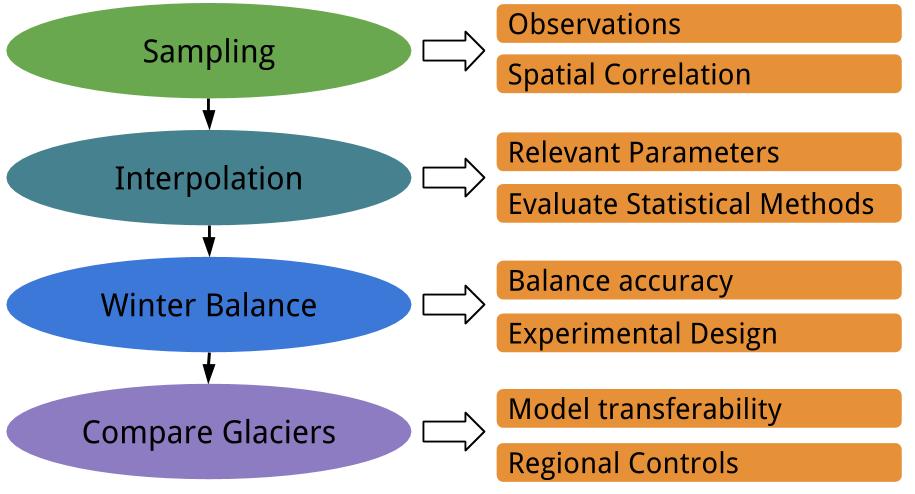 Sampling
Observations
Spatial Correlation
Interpolation
Relevant Parameters
Evaluate Statistical Methods
Winter Balance
Balance accuracy
Experimental Design
Compare Glaciers
Model transferability
Regional Controls